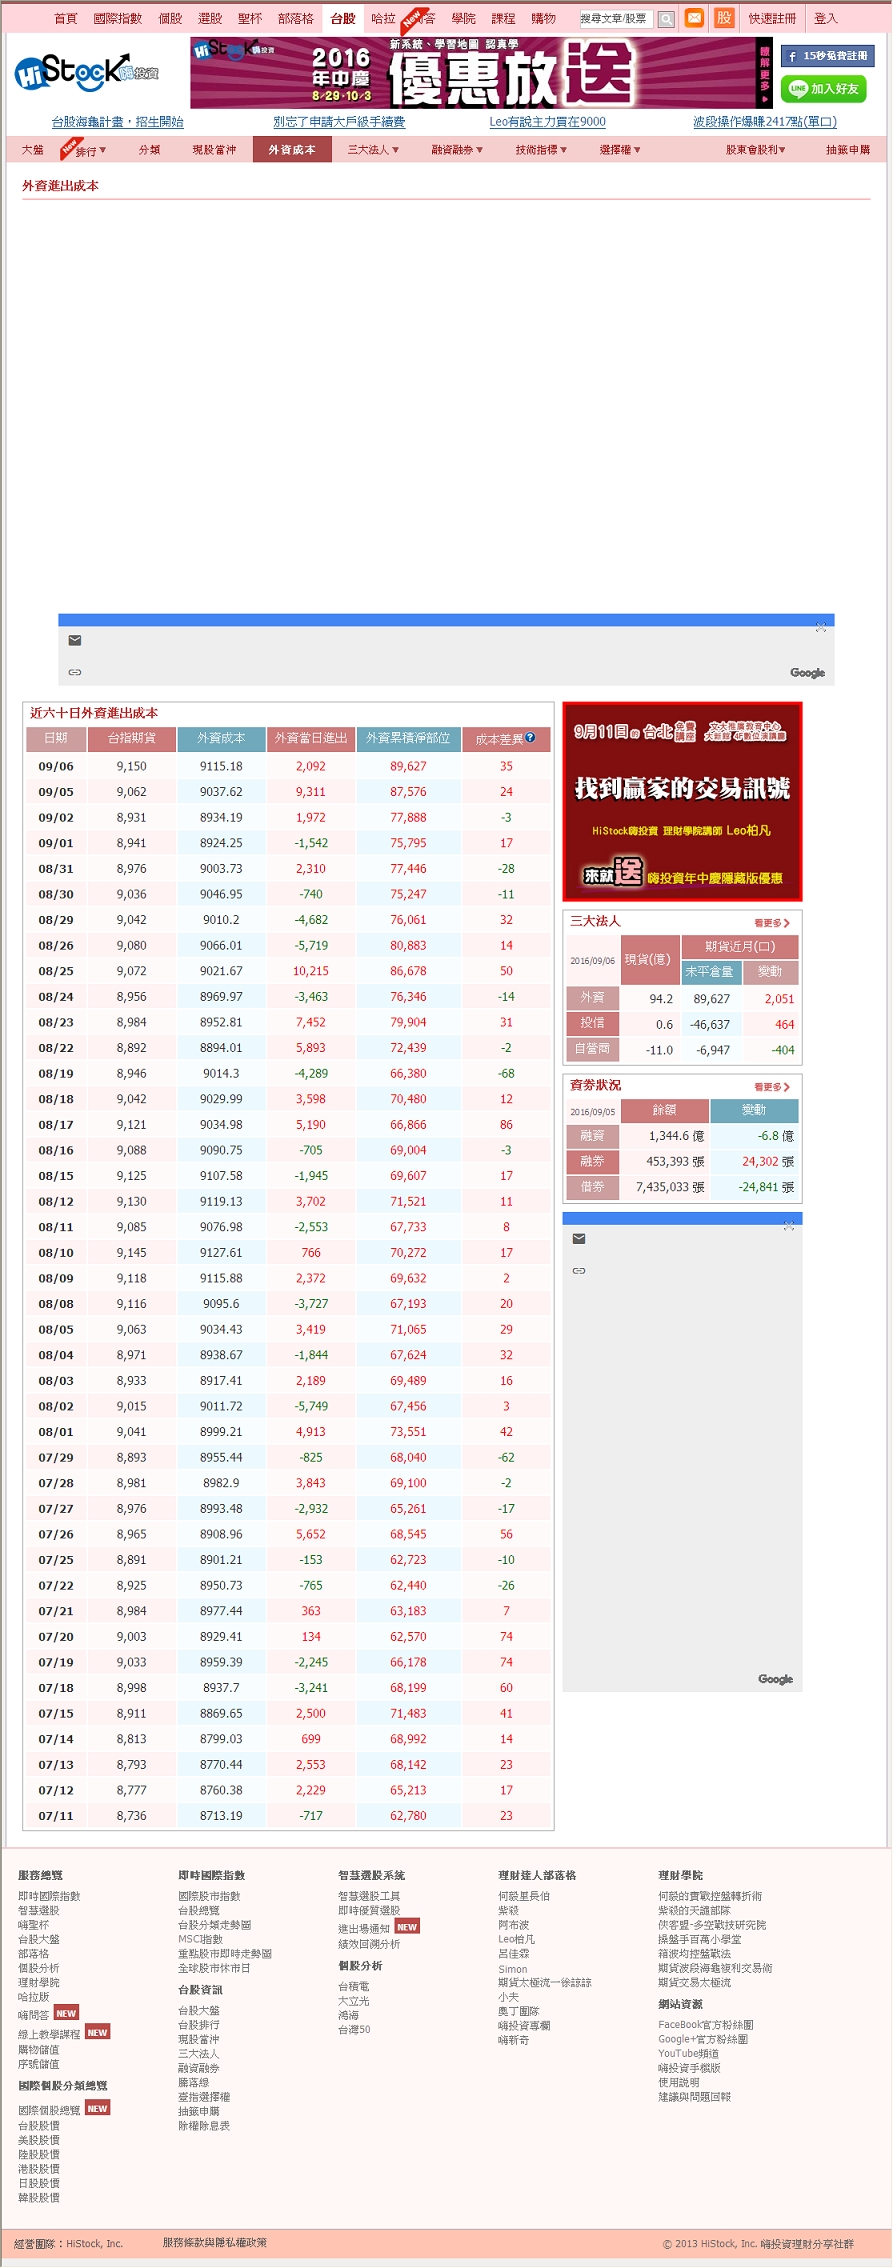 首頁 國際指數 個股 選股 聖杯 部落格 台股 哈拉 New 答 學院 課程 購物 搜尋文章/股票 股 快速註冊 登入
HiStock嗨投資
HiStock嗨投資 2016年中慶 8/29-10/3 新系統、學習地圖 認真學 優惠放送 瞭解更多
f 15秒免費註冊
LINE 加入好友
台股海龜計畫，招生開始 別忘了申請大戶級手續費 Leo有說主力買在9000 波段操作爆賺2417點(單口)
大盤 New 排行▼ 分類 現股當沖 外資成本 三大法人▼ 融資融券▼ 技術指標▼ 選擇權▼ 股東會股利▼ 抽籤申購
外資進出成本
Google
近六十日外資進出成本
日期 台指期貨 外資成本 外資當日進出 外資累積淨部位 成本差異?
09/06 9,150 9115.18 2,092 89,627 35
09/05 9,062 9037.62 9,311 87,576 24
09/02 8,931 8934.19 1,972 77,888 -3
09/01 8,941 8924.25 -1,542 75,795 17
08/31 8,976 9003.73 2,310 77,446 -28
08/30 9,036 9046.95 -740 75,247 -11
08/29 9,042 9010.2 -4,682 76,061 32
08/26 9,080 9066.01 -5,719 80,883 14
08/25 9,072 9021.67 10,215 86,678 50
08/24 8,956 8969.97 -3,463 76,346 -14
08/23 8,984 8952.81 7,452 79,904 31
08/22 8,892 8894.01 5,893 72,439 -2
08/19 8,946 9014.3 -4,289 66,380 -68
08/18 9,042 9029.99 3,598 70,480 12
08/17 9,121 9034.98 5,190 66,866 86
08/16 9,088 9090.75 -705 69,004 -3
08/15 9,125 9107.58 -1,945 69,607 17
08/12 9,130 9119.13 3,702 71,521 11
08/11 9,085 9076.98 -2,553 67,733 8
08/10 9,145 9127.61 766 70,272 17
08/09 9,118 9115.88 2,372 69,632 2
08/08 9,116 9095.6 -3,727 67,193 20
08/05 9,063 9034.43 3,419 71,065 29
08/04 8,971 8938.67 -1,844 67,624 32
08/03 8,933 8917.41 2,189 69,489 16
08/02 9,015 9011.72 -5,749 67,456 3
08/01 9,041 8999.21 4,913 73,551 42
07/29 8,893 8955.44 -825 68,040 -62
07/28 8,981 8982.9 3,843 69,100 -2
07/27 8,976 8993.48 -2,932 65,261 -17
07/26 8,965 8908.96 5,652 68,545 56
07/25 8,891 8901.21 -153 62,723 -10
07/22 8,925 8950.73 -765 62,440 -26
07/21 8,984 8977.44 363 63,183 7
07/20 9,003 8929.41 134 62,570 74
07/19 9,033 8959.39 -2,245 66,178 74
07/18 8,998 8937.7 -3,241 68,199 60
07/15 8,911 8869.65 2,500 71,483 41
07/14 8,813 8799.03 699 68,992 14
07/13 8,793 8770.44 2,553 68,142 23
07/12 8,777 8760.38 2,229 65,213 17
07/11 8,736 8713.19 -717 62,780 23
9月11日 的 台北 免費講座
找到贏家的交易訊號
HiStock嗨投資 理財學院講師 Leo柏凡
來就送 嗨投資年中慶隱藏版優惠
三大法人 看更多
2016/09/06 現貨(億) 期貨近月(口)
未平倉量 變動
外資 94.2 89,627 2,051
投信 0.6 -46,637 464
自營商 -11.0 -6,947 -404
資券狀況 看更多
2016/09/05 餘額 變動
融資 1,344.6 億 -6.8 億
融券 453,393 張 24,302 張
借券 7,435,033 張 -24,841 張
Google
服務總覽
即時國際指數
智慧選股
嗨聖杯
台股大盤
部落格
個股分析
理財學院
哈拉版
嗨問答 NEW
線上教學課程 NEW
購物儲值
序號儲值
國際個股分類總覽
國際個股總覽 NEW
台股股價
美股股價
陸股股價
港股股價
日股股價
韓股股價
即時國際指數
國際股市指數
台股總覽
台股分類走勢圖
MSCI指數
重點股市即時走勢圖
全球股市休市日
台股資訊
台股大盤
台股排行
現股當沖
三大法人
融資融券
騰落線
臺指選擇權
抽籤申購
除權除息表
智慧選股系統
智慧選股工具
即時優質選股
進出場通知 NEW
績效回溯分析
個股分析
台積電
大立光
鴻海
台灣50
理財達人部落格
何毅里長伯
紫殺
阿布波
Leo柏凡
呂佳霖
Simon
期貨太極流一徐諒諒
小夫
奧丁團隊
嗨投資專欄
嗨新奇
理財學院
何毅的實戰控盤轉折術
紫殺的天讖部隊
俠客盟-多空戰技研究院
操盤手百萬小學堂
箱波均控盤戰法
期貨波段海龜複利交易術
期貨交易太極流
網站資源
FaceBook官方粉絲團
Google+官方粉絲團
YouTube頻道
嗨投資手機版
使用說明
建議與問題回報
經營團隊：HiStock, Inc. 服務條款與隱私權政策 © 2013 HiStock, Inc. 嗨投資理財分享社群